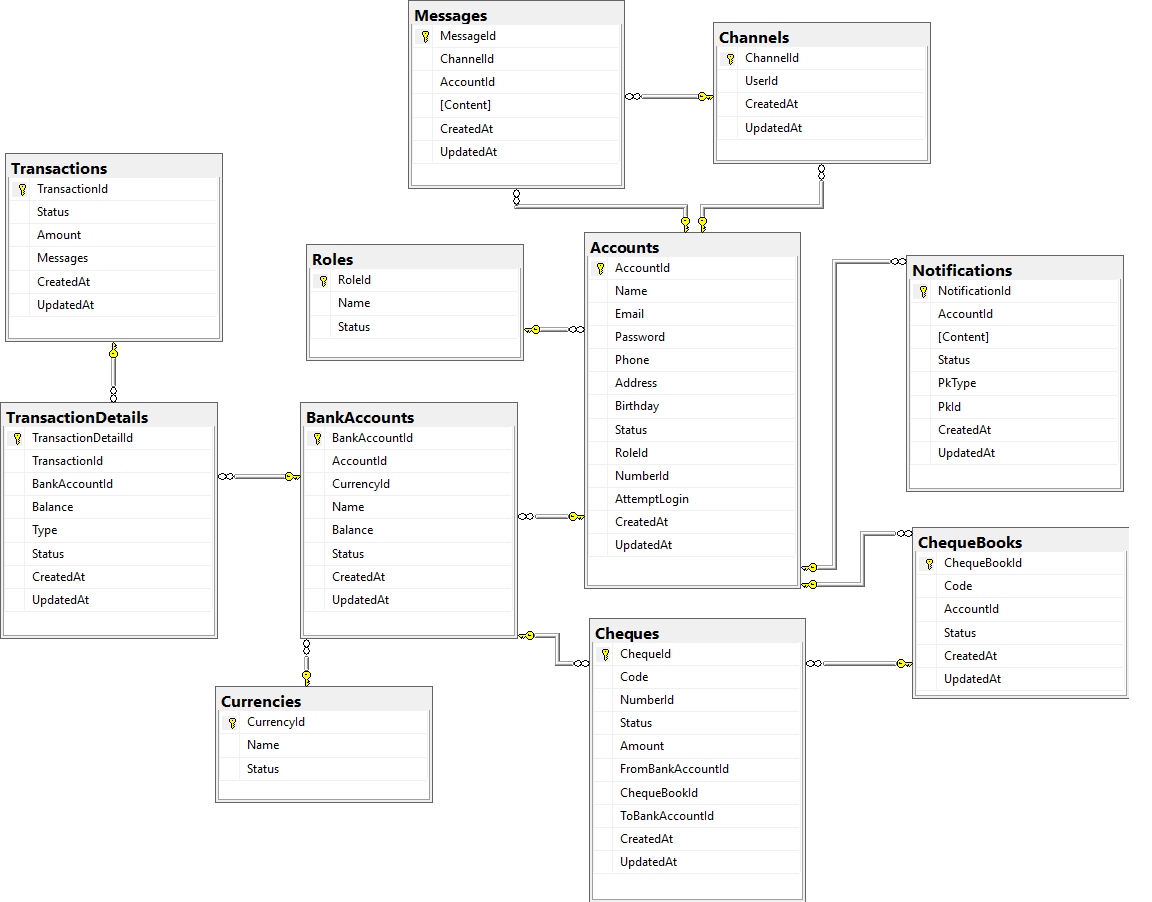 Messages
MessageId
ChannelId
AccountId
[Content]
CreatedAt
UpdatedAt
Channels
ChannelId
UserId
CreatedAt
UpdatedAt
Transactions
TransactionId
Status
Amount
Messages
CreatedAt
UpdatedAt
Roles
RoleId
Name
Status
Accounts
AccountId
Name
Email
Password
Phone
Address
Birthday
Status
RoleId
NumberId
AttemptLogin
CreatedAt
UpdatedAt
Notifications
NotificationId
AccountId
[Content]
Status
PkType
PkId
CreatedAt
UpdatedAt
TransactionDetails
TransactionDetailId
TransactionId
BankAccountId
Balance
Type
Status
CreatedAt
UpdatedAt
BankAccounts
BankAccountId
AccountId
CurrencyId
Name
Balance
Status
CreatedAt
UpdatedAt
ChequeBooks
ChequeBookId
Code
AccountId
Status
CreatedAt
UpdatedAt
Cheques
ChequeId
Code
NumberId
Status
Amount
FromBankAccountId
ChequeBookId
ToBankAccountId
CreatedAt
UpdatedAt
Currencies
CurrencyId
Name
Status